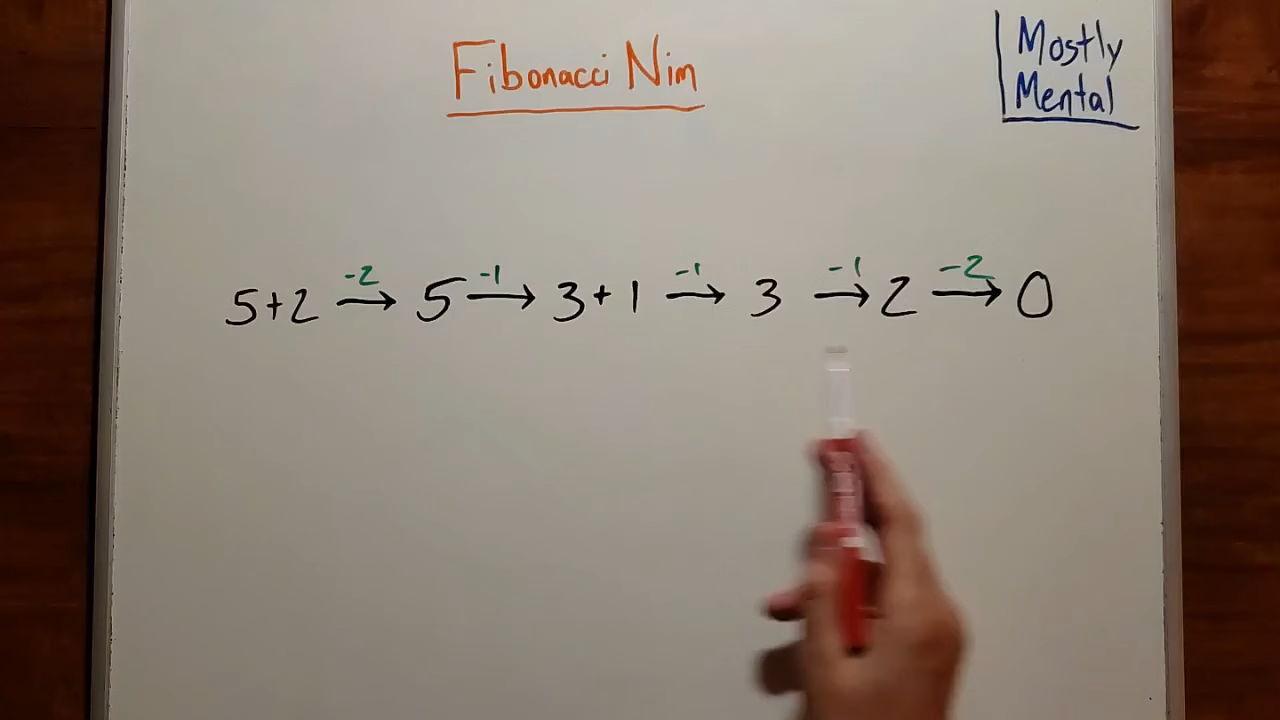 Fibonacci Nim
Mostly
Mental
-2 -1 -1 -1 -2
5+2 → 5 → 3+1 → 3 → 2 → 0